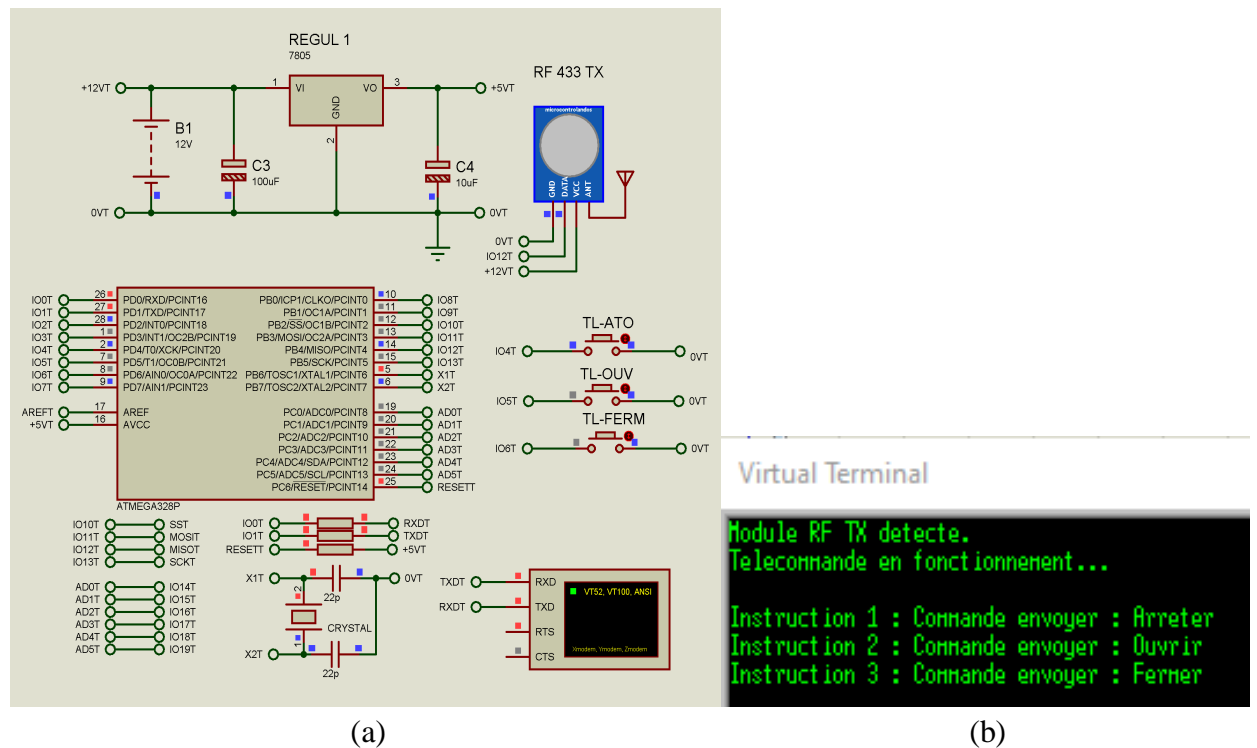 REGUL 1
7805
RF 433 TX
+12VT 1 VI VO 3 +5VT
GND
2
B1
12V
C3
100uF
C4
10uF
0VT 0VT
microcontrolandos
GND DATA VCC ANT
0VT
IO12T
+12VT
IO0T 26 PD0/RXD/PCINT16 PB0/ICP1/CLKO/PCINT0 10 IO8T
IO1T 27 PD1/TXD/PCINT17 PB1/OC1A/PCINT1 11 IO9T
IO2T 28 PD2/INT0/PCINT18 PB2/SS/OC1B/PCINT2 12 IO10T
IO3T 1 PD3/INT1/OC2B/PCINT19 PB3/MOSI/OC2A/PCINT3 13 IO11T
IO4T 2 PD4/T0/XCK/PCINT20 PB4/MISO/PCINT4 14 IO12T
IO5T 7 PD5/T1/OC0B/PCINT21 PB5/SCK/PCINT5 15 IO13T
IO6T 8 PD6/AIN0/OC0A/PCINT22 PB6/TOSC1/XTAL1/PCINT6 5 X1T
IO7T 9 PD7/AIN1/PCINT23 PB7/TOSC2/XTAL2/PCINT7 6 X2T
AREFT 17 AREF PC0/ADC0/PCINT8 19 AD0T
+5VT 16 AVCC PC1/ADC1/PCINT9 20 AD1T
PC2/ADC2/PCINT10 21 AD2T
PC3/ADC3/PCINT11 22 AD3T
PC4/ADC4/SDA/PCINT12 23 AD4T
PC5/ADC5/SCL/PCINT13 24 AD5T
PC6/RESET/PCINT14 25 RESETT
ATMEGA328P
TL-ATO
IO4T 0VT
TL-OUV
IO5T 0VT
TL-FERM
IO6T 0VT
IO10T SST
IO11T MOSIT
IO12T MISOT
IO13T SCKT
AD0T IO14T
AD1T IO15T
AD2T IO16T
AD3T IO17T
AD4T IO18T
AD5T IO19T
IO0T RXDT
IO1T TXDT
RESETT +5VT
X1T 0VT
22p
2
CRYSTAL
1
X2T
22p
TXDT RXD
RXDT TXD
RTS
CTS
VT52, VT100, ANSI
Xmodem, Ymodem, Zmodem
Virtual Terminal
Module RF TX detecte.
Telecommande en fonctionnement...
Instruction 1 : Commande envoyer : Arreter
Instruction 2 : Commande envoyer : Ouvrir
Instruction 3 : Commande envoyer : Fermer
(a) (b)